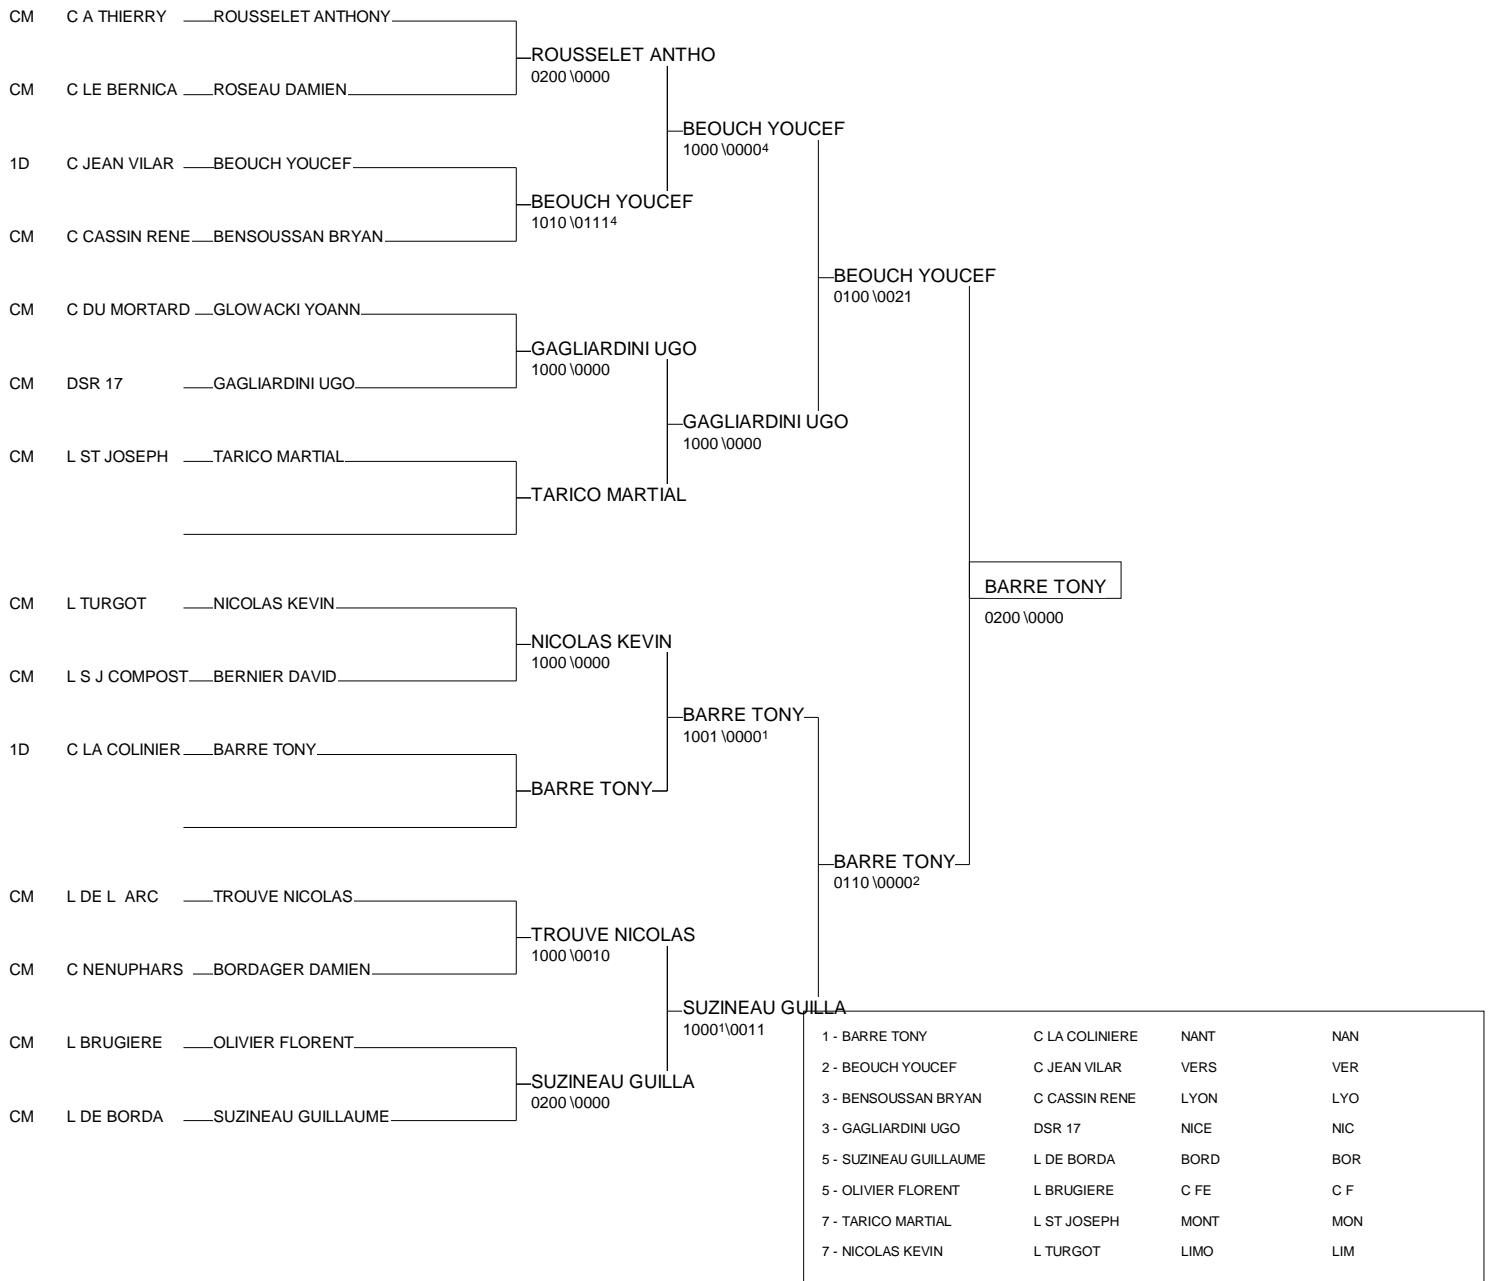 CM C A THIERRY ROUSSELET ANTHONY
ROUSSELET ANTHO
0200 \0000
CM C LE BERNICA ROSEAU DAMIEN
BEOUCH YOUCEF
1000 \0000⁴
1D C JEAN VILAR BEOUCH YOUCEF
BEOUCH YOUCEF
1010 \0111⁴
CM C CASSIN RENE BENSOUSSAN BRYAN
BEOUCH YOUCEF
0100 \0021
CM C DU MORTARD GLOWACKI YOANN
GAGLIARDINI UGO
1000 \0000
CM DSR 17 GAGLIARDINI UGO
GAGLIARDINI UGO
1000 \0000
CM L ST JOSEPH TARICO MARTIAL
TARICO MARTIAL
BARRE TONY
0200 \0000
CM L TURGOT NICOLAS KEVIN
NICOLAS KEVIN
1000 \0000
CM L S J COMPOST BERNIER DAVID
BARRE TONY
1001 \0000¹
1D C LA COLINIER BARRE TONY
BARRE TONY
BARRE TONY
0110 \0000²
CM L DE L ARC TROUVE NICOLAS
TROUVE NICOLAS
1000 \0010
CM C NENUPHARS BORDAGER DAMIEN
SUZINEAU GUILLA
1000¹\0011
CM L BRUGIERE OLIVIER FLORENT
SUZINEAU GUILLA
0200 \0000
CM L DE BORDA SUZINEAU GUILLAUME
1 - BARRE TONY C LA COLINIERE NANT NAN
2 - BEOUCH YOUCEF C JEAN VILAR VERS VER
3 - BENSOUSSAN BRYAN C CASSIN RENE LYON LYO
3 - GAGLIARDINI UGO DSR 17 NICE NIC
5 - SUZINEAU GUILLAUME L DE BORDA BORD BOR
5 - OLIVIER FLORENT L BRUGIERE C FE C F
7 - TARICO MARTIAL L ST JOSEPH MONT MON
7 - NICOLAS KEVIN L TURGOT LIMO LIM